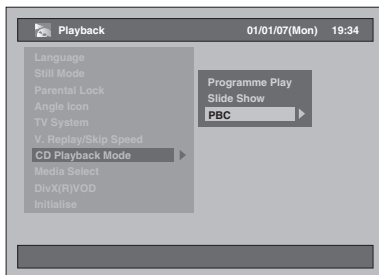 Playback 01/01/07(Mon) 19:34
Language
Still Mode
Parental Lock
Angle Icon
TV System
V. Replay/Skip Speed
CD Playback Mode
Media Select
DivX(R)VOD
Initialise
Programme Play
Slide Show
PBC